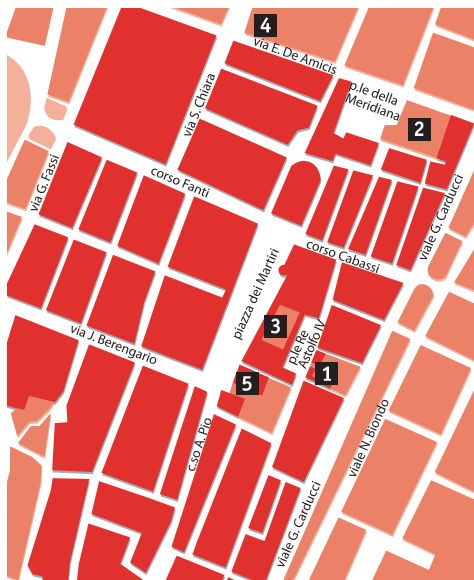 4
via E. De Amicis
p.le della
Meridiana
2
via S. Chiara
via G. Fassi
corso Fanti
viale G. Carducci
corso Cabassi
piazza dei Martiri
3
p.le Re
Astolfo IV
via J. Berengario
1
5
c.so A. Pio
viale N. Biondo
viale G. Carducci